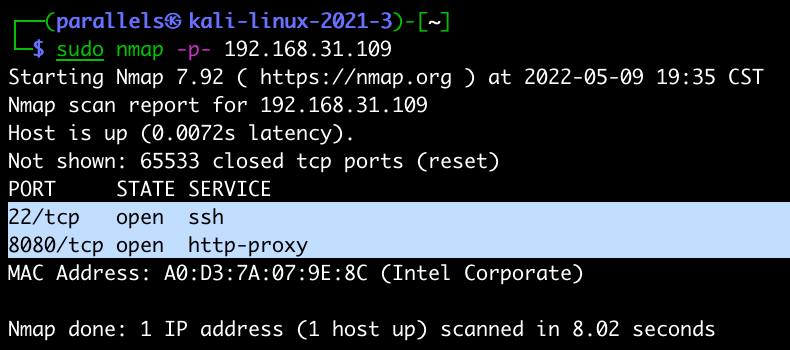 ┌──(parallels㉿kali-linux-2021-3)-[~]
└─$ sudo nmap -p- 192.168.31.109
Starting Nmap 7.92 ( https://nmap.org ) at 2022-05-09 19:35 CST
Nmap scan report for 192.168.31.109
Host is up (0.0072s latency).
Not shown: 65533 closed tcp ports (reset)
PORT     STATE SERVICE
22/tcp   open  ssh
8080/tcp open  http-proxy
MAC Address: A0:D3:7A:07:9E:8C (Intel Corporate)
Nmap done: 1 IP address (1 host up) scanned in 8.02 seconds